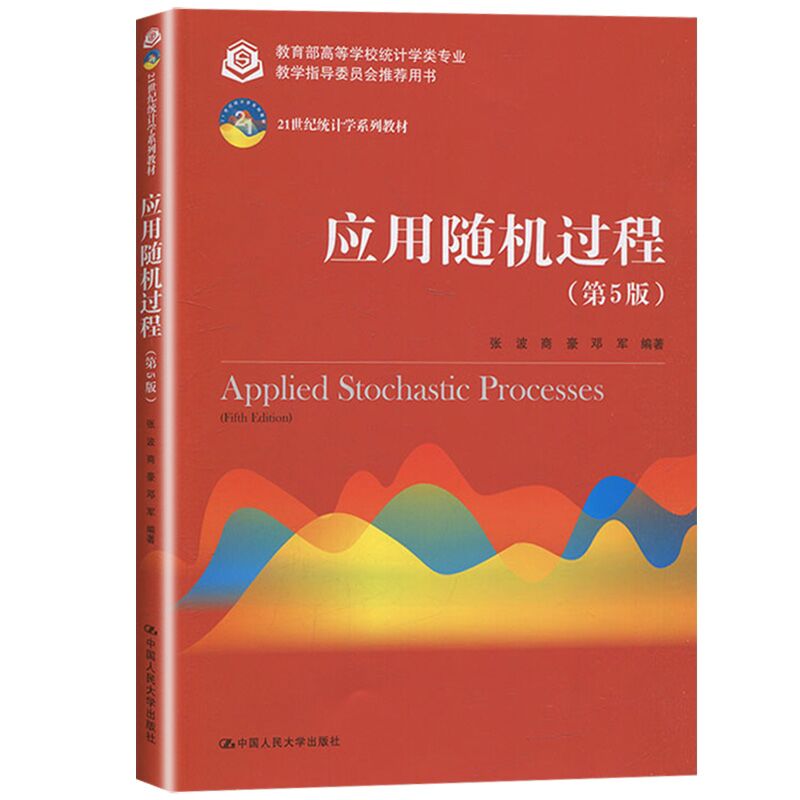 教育部高等学校统计学类专业
教学指导委员会推荐用书
21
21世纪统计学系列教材
应用随机过程
（第5版）
张 波 商 豪 邓 军 编著
Applied Stochastic Processes
(Fifth Edition)
中国人民大学出版社
21世纪统计学系列教材
应用随机过程
（第5版）
张 波 商 豪 邓 军 编著
中国人民大学出版社